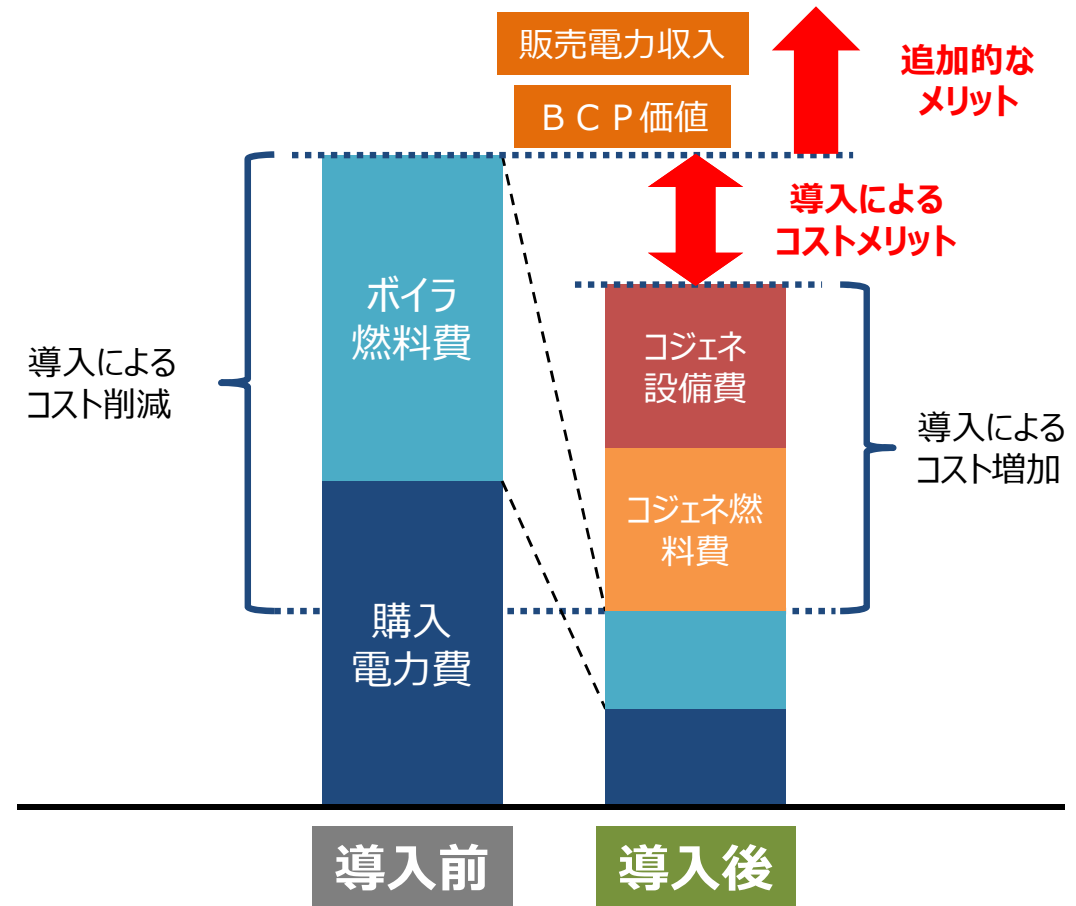 販売電力収入
ＢＣＰ価値
追加的な
メリット
導入による
コストメリット
ボイラ
燃料費
コジェネ
設備費
導入による
コスト削減
導入による
コスト増加
コジェネ燃
料費
購入
電力費
導入前
導入後